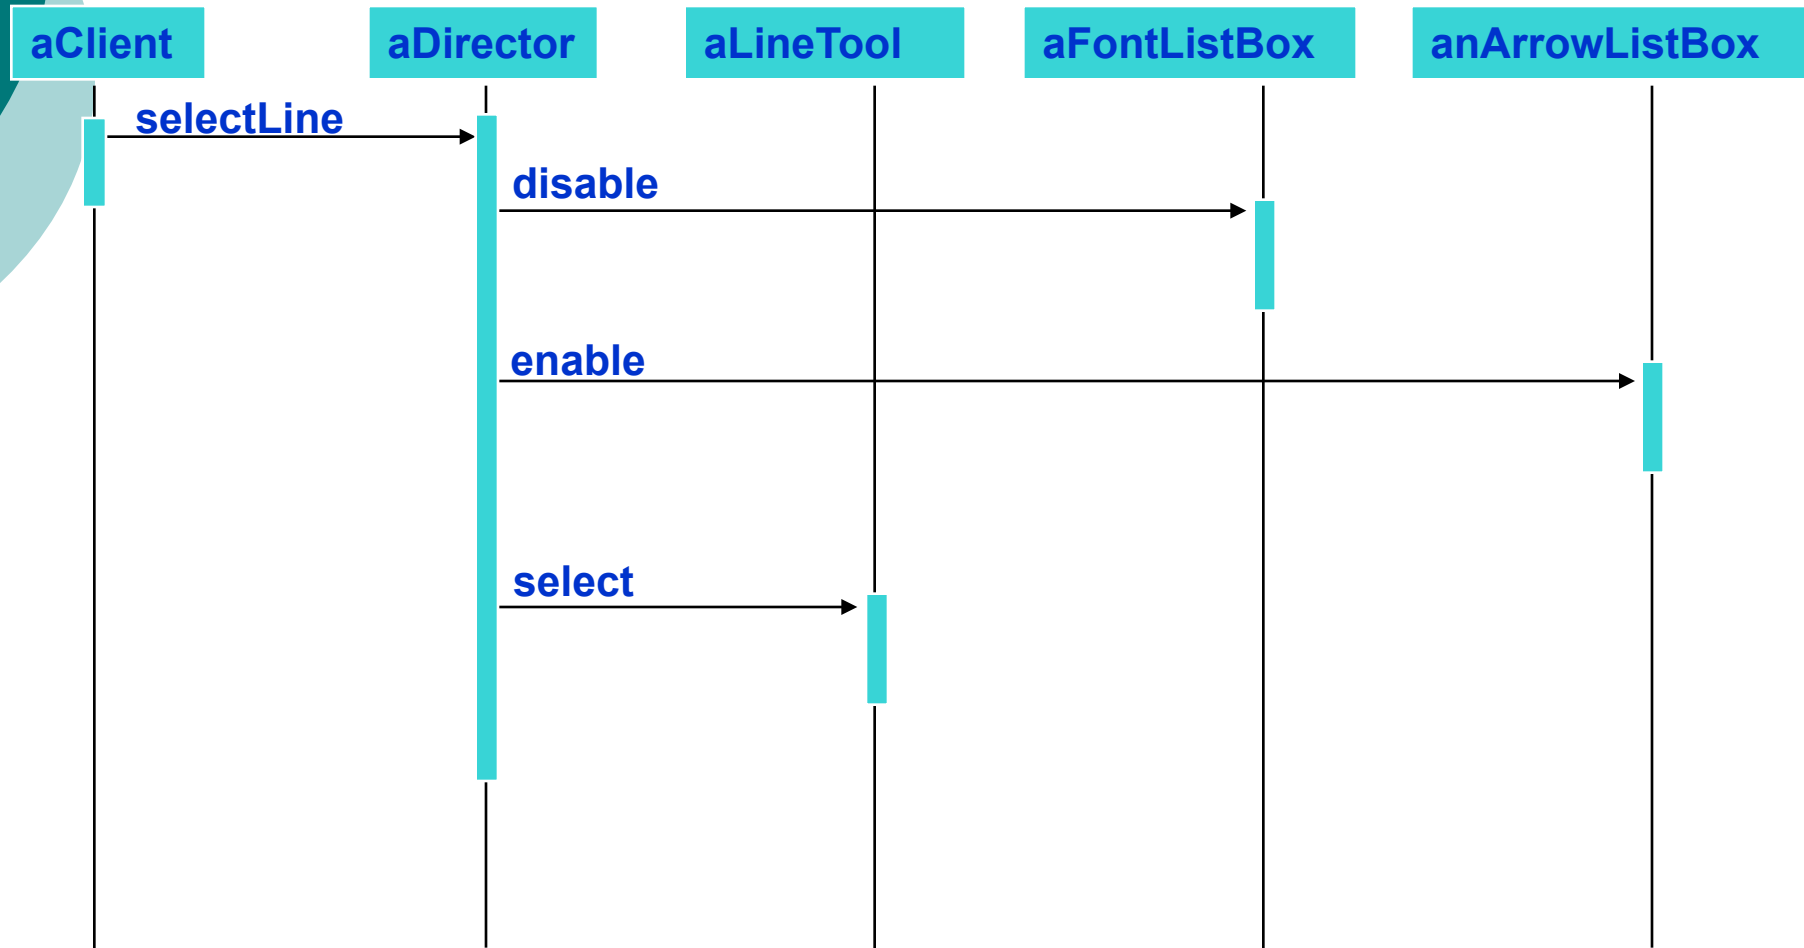 aClient
aDirector
aLineTool
aFontListBox
anArrowListBox
selectLine
disable
enable
select